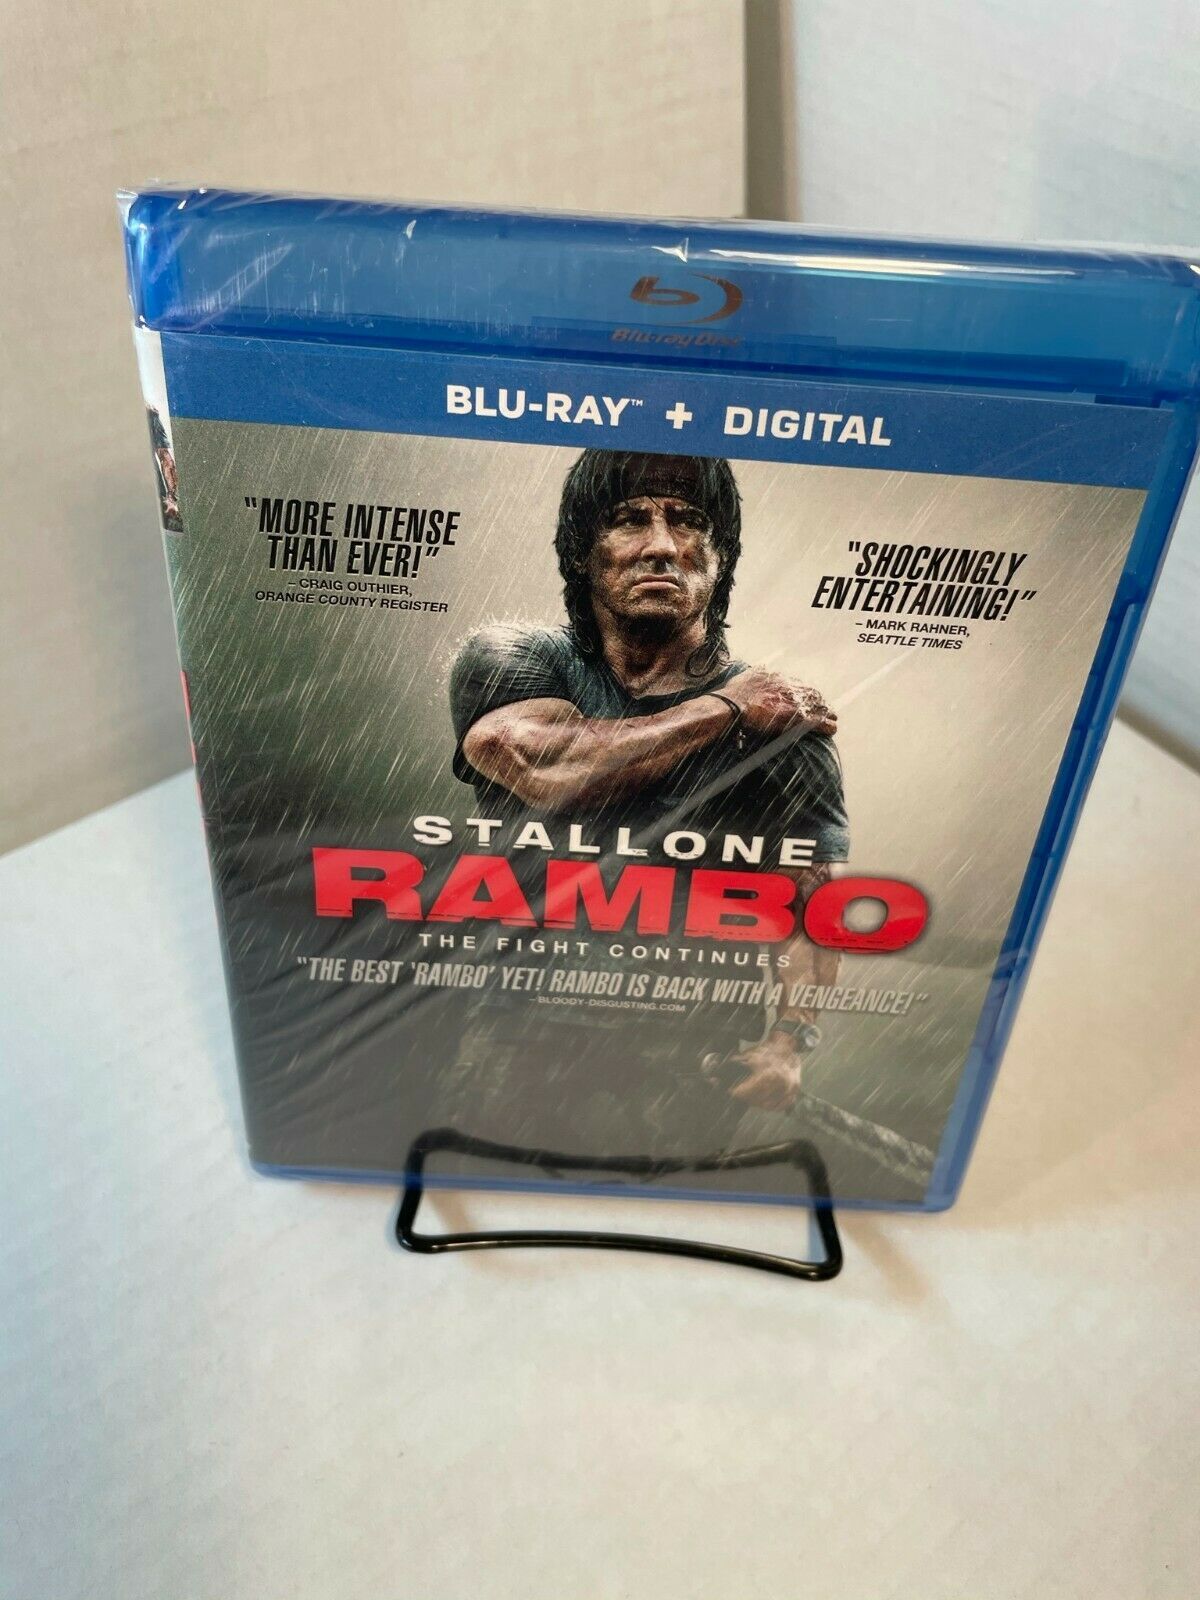 Blu-ray Disc
BLU-RAY™ + DIGITAL
"MORE INTENSE
THAN EVER!"
– CRAIG OUTHIER,
ORANGE COUNTY REGISTER
"SHOCKINGLY
ENTERTAINING!"
– MARK RAHNER,
SEATTLE TIMES
STALLONE
RAMBO
THE FIGHT CONTINUES
"THE BEST 'RAMBO' YET! RAMBO IS BACK WITH A VENGEANCE!"
– BLOODY-DISGUSTING.COM